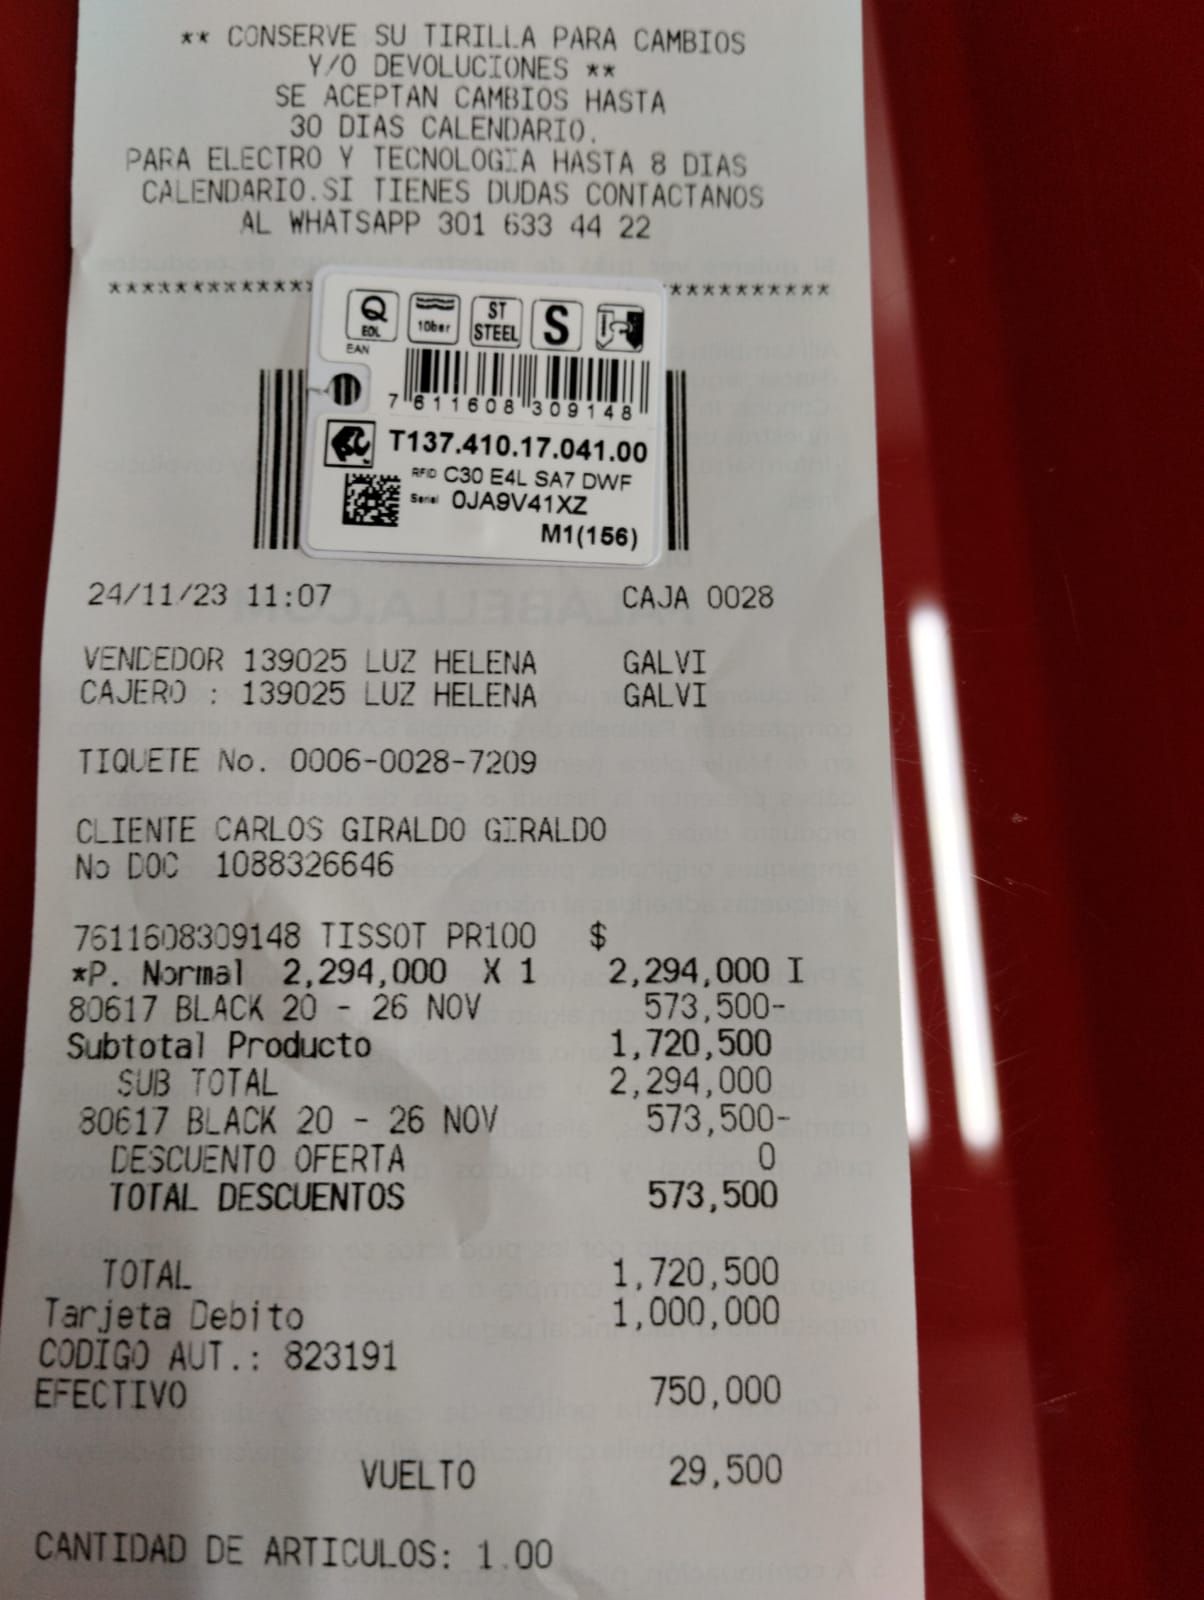 ** CONSERVE SU TIRILLA PARA CAMBIOS
Y/O DEVOLUCIONES **
SE ACEPTAN CAMBIOS HASTA
30 DIAS CALENDARIO.
PARA ELECTRO Y TECNOLOGIA HASTA 8 DIAS
CALENDARIO.SI TIENES DUDAS CONTACTANOS
AL WHATSAPP 301 633 44 22
Q EOL 10bar ST STEEL S
EAN
7 611608 309148
T137.410.17.041.00
RFID C30 E4L SA7 DWF
Serial 0JA9V41XZ
M1(156)
24/11/23 11:07 CAJA 0028
VENDEDOR 139025 LUZ HELENA GALVI
CAJERO : 139025 LUZ HELENA GALVI
TIQUETE No. 0006-0028-7209
CLIENTE CARLOS GIRALDO GIRALDO
No DOC 1088326646
7611608309148 TISSOT PR100 $
*P. Normal 2,294,000 X 1 2,294,000 I
80617 BLACK 20 - 26 NOV 573,500-
Subtotal Producto 1,720,500
SUB TOTAL 2,294,000
80617 BLACK 20 - 26 NOV 573,500-
DESCUENTO OFERTA 0
TOTAL DESCUENTOS 573,500
TOTAL 1,720,500
Tarjeta Debito 1,000,000
CODIGO AUT.: 823191
EFECTIVO 750,000
VUELTO 29,500
CANTIDAD DE ARTICULOS: 1.00